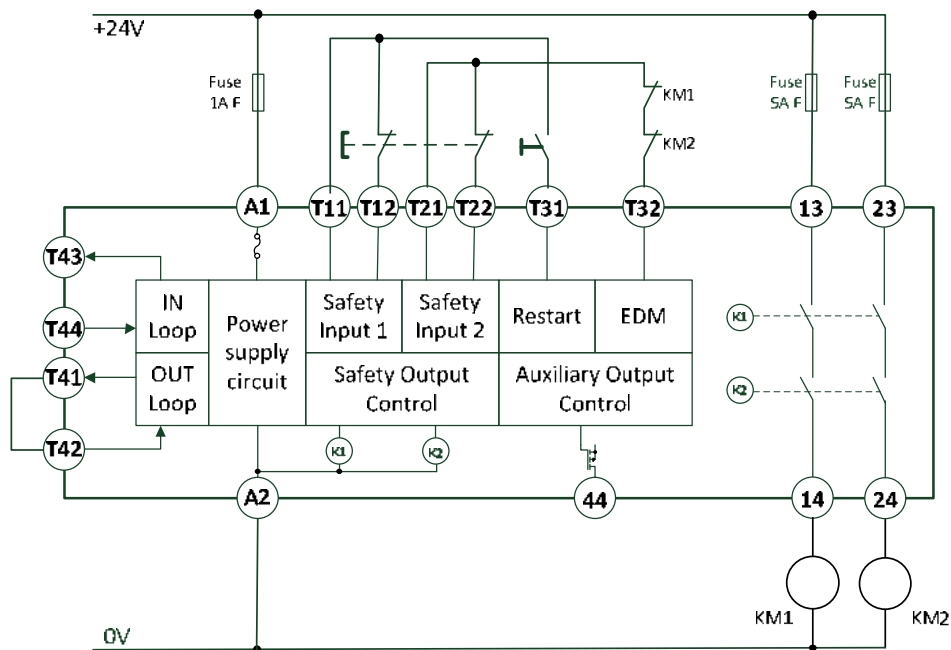 +24V
Fuse
1A F
Fuse
5A F
Fuse
5A F
KM1
KM2
A1
T11
T12
T21
T22
T31
T32
13
23
T43
T44
T41
T42
IN
Loop
Power
supply
circuit
Safety
Input 1
Safety
Input 2
Restart
EDM
OUT
Loop
Safety Output
Control
Auxiliary Output
Control
K1
K2
K1
K2
A2
44
14
24
KM1
KM2
0V